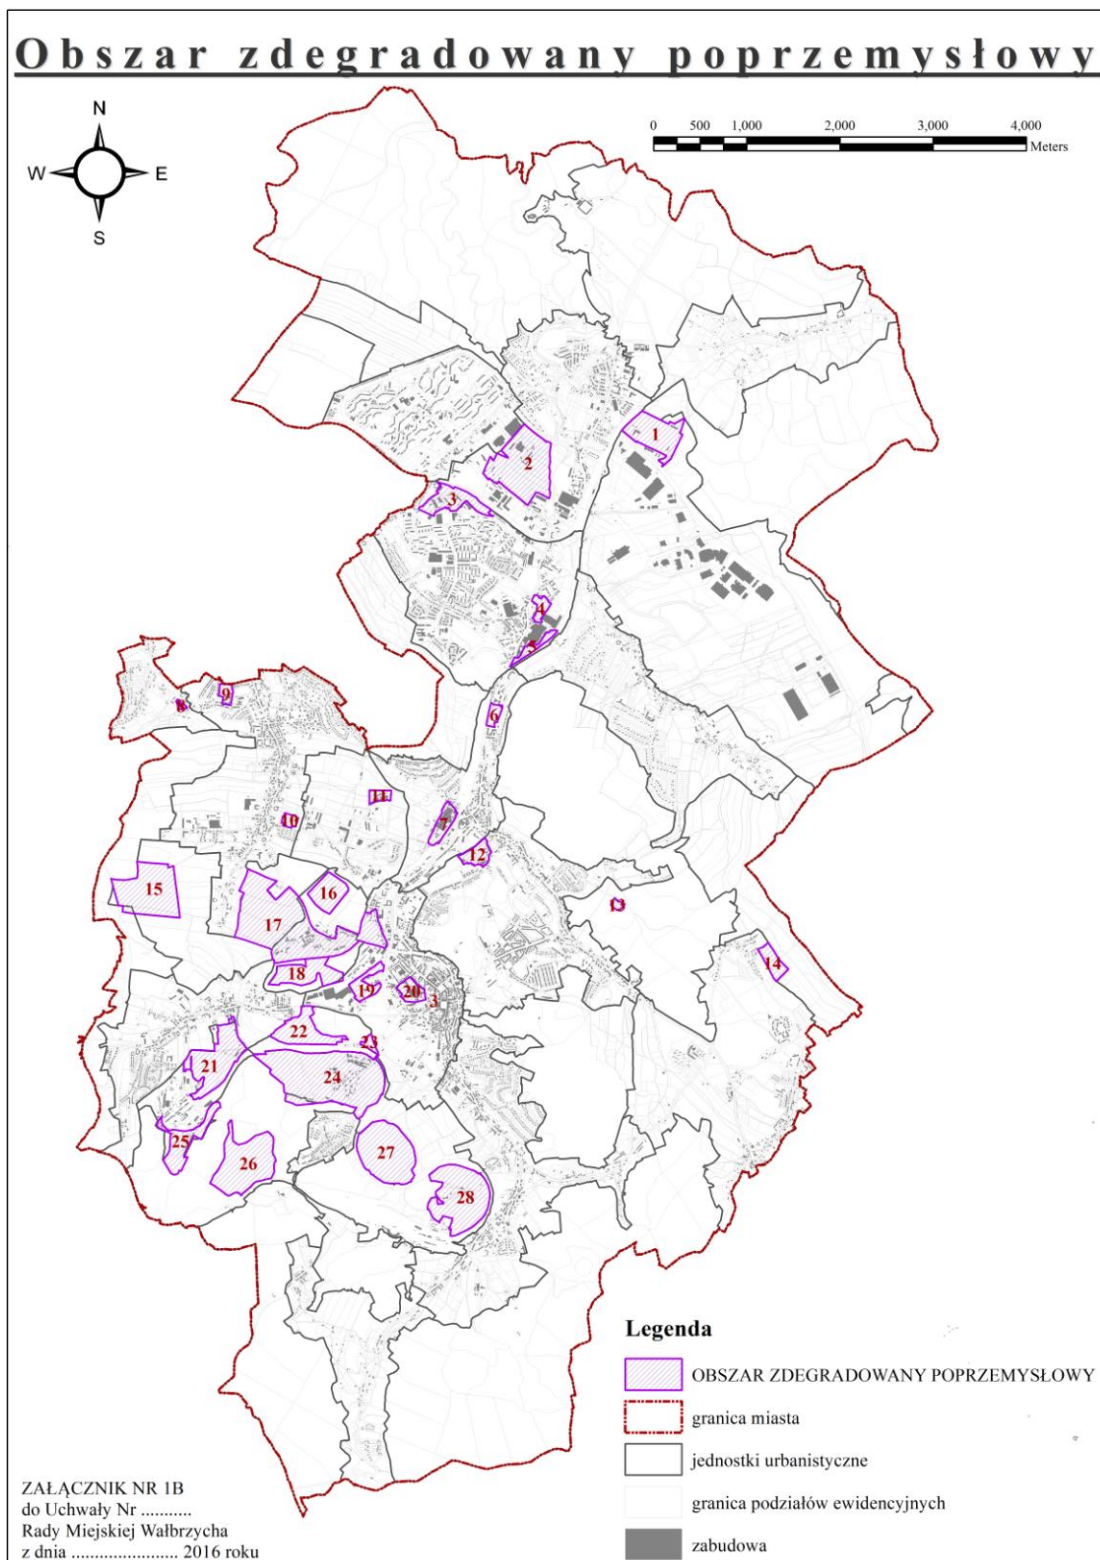 Obszar zdegradowany poprzemysłowy
N
W E
S
0 500 1,000 2,000 3,000 4,000
Meters
1
2
3
4
5
6
8
9
10
11
7
12
13
14
15
16
17
18
19
20
3
21
22
23
24
25
26
27
28
Legenda
OBSZAR ZDEGRADOWANY POPRZEMYSŁOWY
granica miasta
jednostki urbanistyczne
granica podziałów ewidencyjnych
zabudowa
ZAŁĄCZNIK NR 1B
do Uchwały Nr ..........
Rady Miejskiej Wałbrzycha
z dnia ...................... 2016 roku